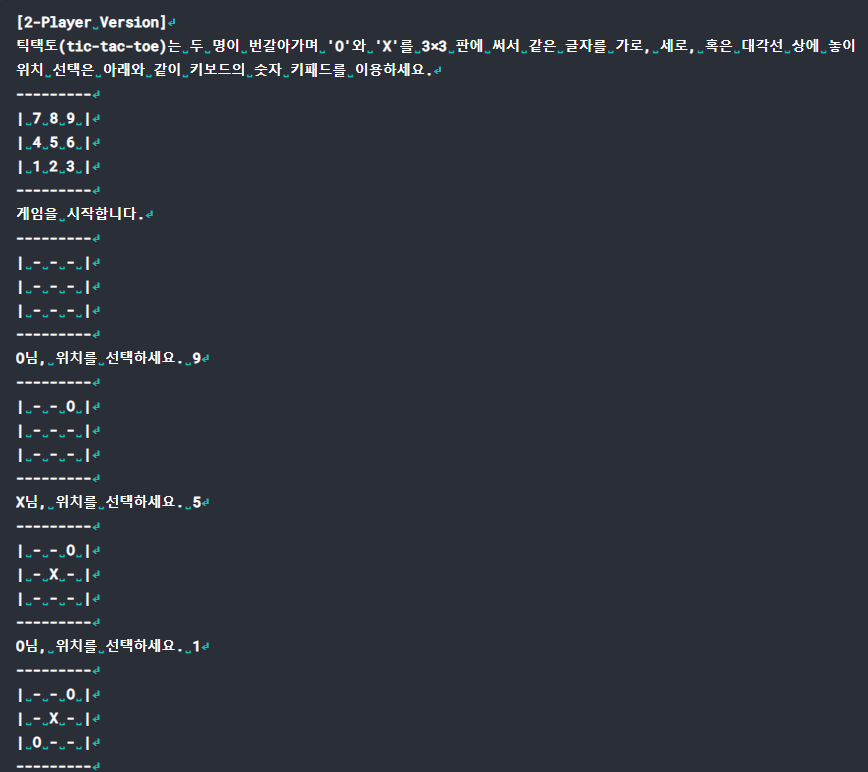 [2-Player Version]
틱택토(tic-tac-toe)는 두 명이 번갈아가며 'O'와 'X'를 3×3 판에 써서 같은 글자를 가로, 세로, 혹은 대각선 상에 놓이
위치 선택은 아래와 같이 키보드의 숫자 키패드를 이용하세요.
---------
| 7 8 9 |
| 4 5 6 |
| 1 2 3 |
---------
게임을 시작합니다.
---------
| - - - |
| - - - |
| - - - |
---------
O님, 위치를 선택하세요. 9
---------
| - - O |
| - - - |
| - - - |
---------
X님, 위치를 선택하세요. 5
---------
| - - O |
| - X - |
| - - - |
---------
O님, 위치를 선택하세요. 1
---------
| - - O |
| - X - |
| O - - |
---------